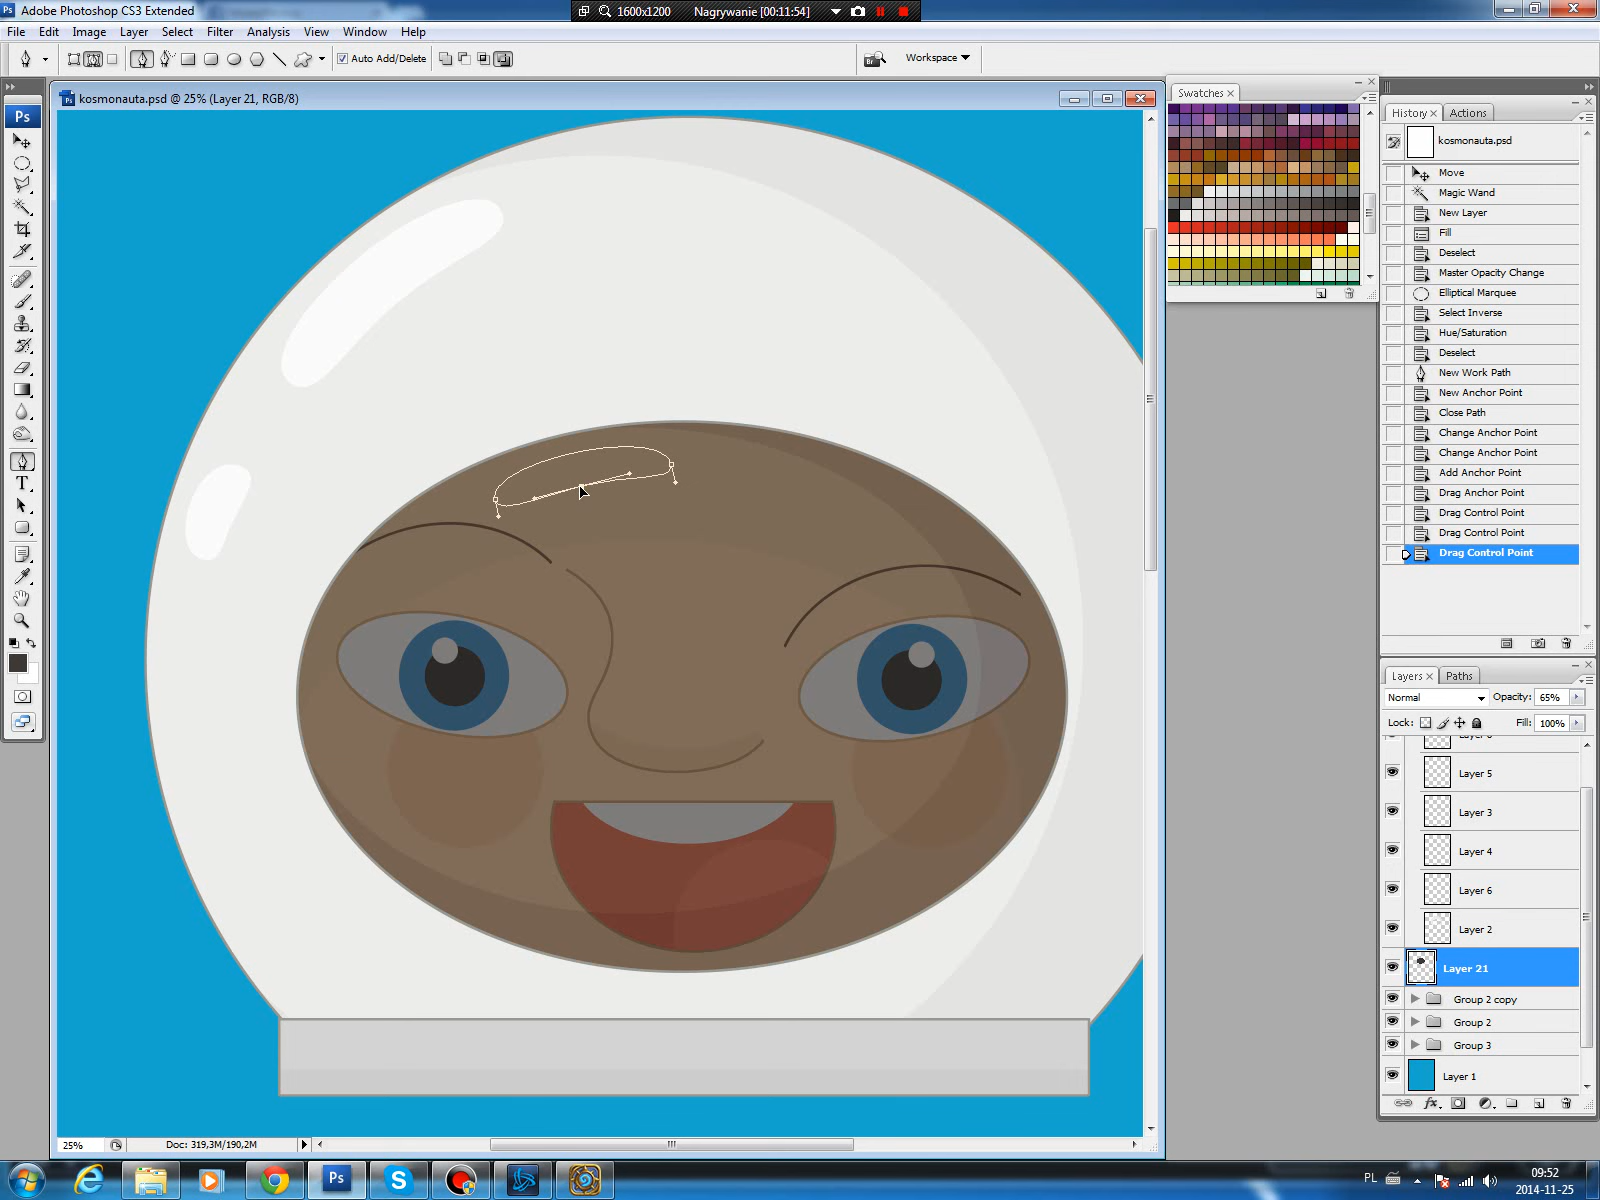 Ps Adobe Photoshop CS3 Extended
1600x1200 Nagrywanie [00:11:54]
File Edit Image Layer Select Filter Analysis View Window Help
Auto Add/Delete
Br Workspace
kosmonauta.psd @ 25% (Layer 21, RGB/8)
Ps
T
25% Doc: 319,3M/190,2M
Swatches
History Actions
kosmonauta.psd
Move
Magic Wand
New Layer
Fill
Deselect
Master Opacity Change
Elliptical Marquee
Select Inverse
Hue/Saturation
Deselect
New Work Path
New Anchor Point
Close Path
Change Anchor Point
Change Anchor Point
Add Anchor Point
Drag Anchor Point
Drag Control Point
Drag Control Point
Drag Control Point
Layers Paths
Normal Opacity: 65%
Lock: Fill: 100%
Layer 5
Layer 3
Layer 4
Layer 6
Layer 2
Layer 21
Group 2 copy
Group 2
Group 3
Layer 1
fx
Ps S PL 09:52
2014-11-25